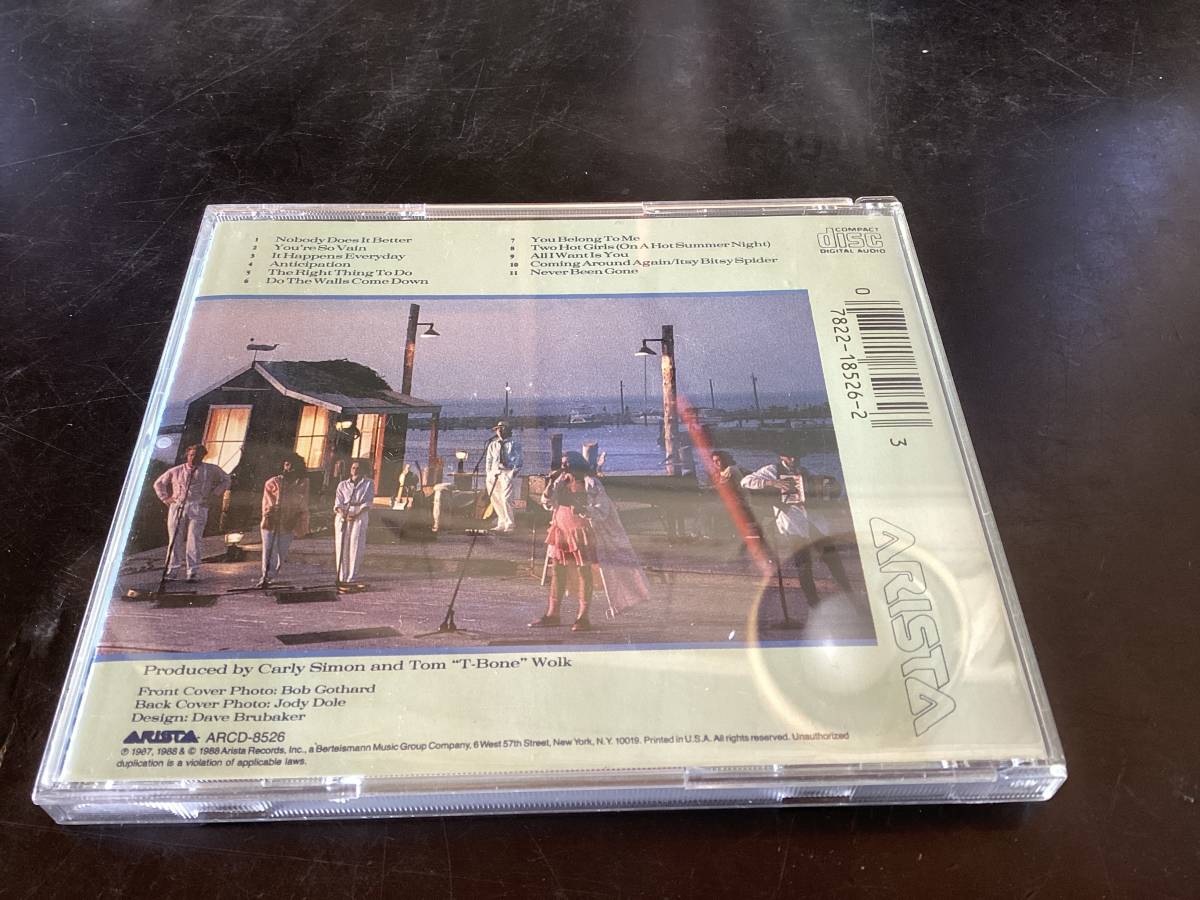 1 Nobody Does It Better
2 You're So Vain
3 It Happens Everyday
4 Anticipation
5 The Right Thing To Do
6 Do The Walls Come Down
7 You Belong To Me
8 Two Hot Girls (On A Hot Summer Night)
9 All I Want Is You
10 Coming Around Again/Itsy Bitsy Spider
11 Never Been Gone
COMPACT
disc
DIGITAL AUDIO
0 7822-18526-2 3
ARISTA
Produced by Carly Simon and Tom “T-Bone” Wolk
Front Cover Photo: Bob Gothard
Back Cover Photo: Jody Dole
Design: Dave Brubaker
ARISTA ARCD-8526
℗ 1987, 1988 & © 1988 Arista Records, Inc., a Bertelsmann Music Group Company, 6 West 57th Street, New York, N.Y. 10019. Printed in U.S.A. All rights reserved. Unauthorized
duplication is a violation of applicable laws.